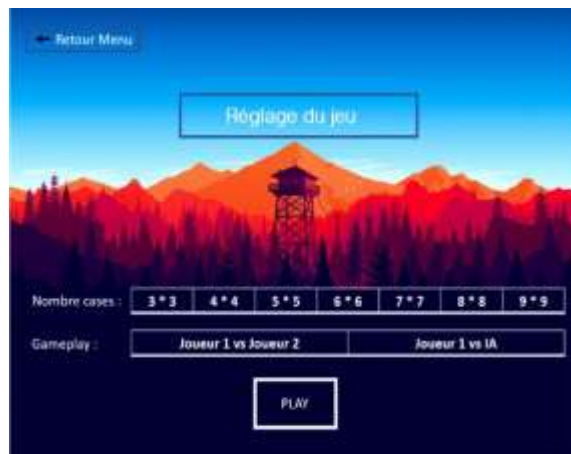 Retour Menu
Réglage du jeu
Nombre cases : 3*3 4*4 5*5 6*6 7*7 8*8 9*9
Gameplay : Joueur 1 vs Joueur 2 Joueur 1 vs IA
PLAY